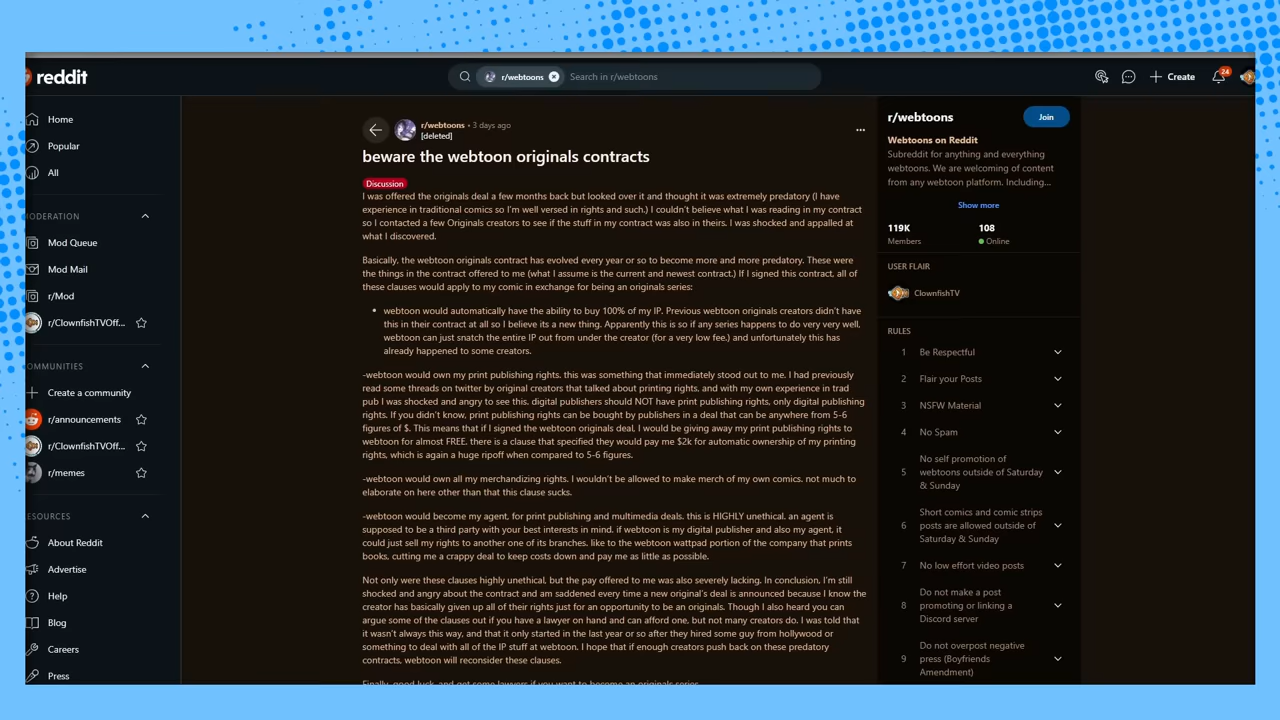 reddit
r/webtoons
Search in r/webtoons
Create
24
Home
Popular
All
ODERATION
Mod Queue
Mod Mail
r/Mod
r/ClownfishTVOff...
OMMUNITIES
Create a community
r/announcements
r/ClownfishTVOff...
r/memes
ESOURCES
About Reddit
Advertise
Help
Blog
Careers
Press
r/webtoons • 3 days ago
[deleted]
beware the webtoon originals contracts
Discussion
I was offered the originals deal a few months back but looked over it and thought it was extremely predatory (I have
experience in traditional comics so I'm well versed in rights and such.) I couldn't believe what I was reading in my contract
so I contacted a few Originals creators to see if the stuff in my contract was also in theirs. I was shocked and appalled at
what I discovered.
Basically, the webtoon originals contract has evolved every year or so to become more and more predatory. These were
the things in the contract offered to me (what I assume is the current and newest contract.) If I signed this contract, all of
these clauses would apply to my comic in exchange for being an originals series:
• webtoon would automatically have the ability to buy 100% of my IP. Previous webtoon originals creators didn't have
this in their contract at all so I believe its a new thing. Apparently this is so if any series happens to do very very well,
webtoon can just snatch the entire IP out from under the creator (for a very low fee.) and unfortunately this has
already happened to some creators.
-webtoon would own my print publishing rights. this was something that immediately stood out to me. I had previously
read some threads on twitter by original creators that talked about printing rights, and with my own experience in trad
pub I was shocked and angry to see this. digital publishers should NOT have print publishing rights, only digital publishing
rights. If you didn't know, print publishing rights can be bought by publishers in a deal that can be anywhere from 5-6
figures of $. This means that if I signed the webtoon originals deal, I would be giving away my print publishing rights to
webtoon for almost FREE. there is a clause that specified they would pay me $2k for automatic ownership of my printing
rights, which is again a huge ripoff when compared to 5-6 figures.
-webtoon would own all my merchandizing rights. I wouldn't be allowed to make merch of my own comics. not much to
elaborate on here other than that this clause sucks.
-webtoon would become my agent, for print publishing and multimedia deals. this is HIGHLY unethical. an agent is
supposed to be a third party with your best interests in mind. if webtoon is my digital publisher and also my agent, it
could just sell my rights to another one of its branches. like to the webtoon wattpad portion of the company that prints
books, cutting me a crappy deal to keep costs down and pay me as little as possible.
Not only were these clauses highly unethical, but the pay offered to me was also severely lacking. In conclusion, I'm still
shocked and angry about the contract and am saddened every time a new original's deal is announced because I know the
creator has basically given up all of their rights just for an opportunity to be an originals. Though I also heard you can
argue some of the clauses out if you have a lawyer on hand and can afford one, but not many creators do. I was told that
it wasn't always this way, and that it only started in the last year or so after they hired some guy from hollywood or
something to deal with all of the IP stuff at webtoon. I hope that if enough creators push back on these predatory
contracts, webtoon will reconsider these clauses.
Finally, good luck, and get some lawyers if you want to become an originals series.
r/webtoons
Join
Webtoons on Reddit
Subreddit for anything and everything
webtoons. We are welcoming of content
from any webtoon platform. Including...
Show more
119K
108
Members
Online
USER FLAIR
ClownfishTV
RULES
1 Be Respectful
2 Flair your Posts
3 NSFW Material
4 No Spam
5 No self promotion of
webtoons outside of Saturday
& Sunday
6 Short comics and comic strips
posts are allowed outside of
Saturday & Sunday
7 No low effort video posts
8 Do not make a post
promoting or linking a
Discord server
9 Do not overpost negative
press (Boyfriends
Amendment)